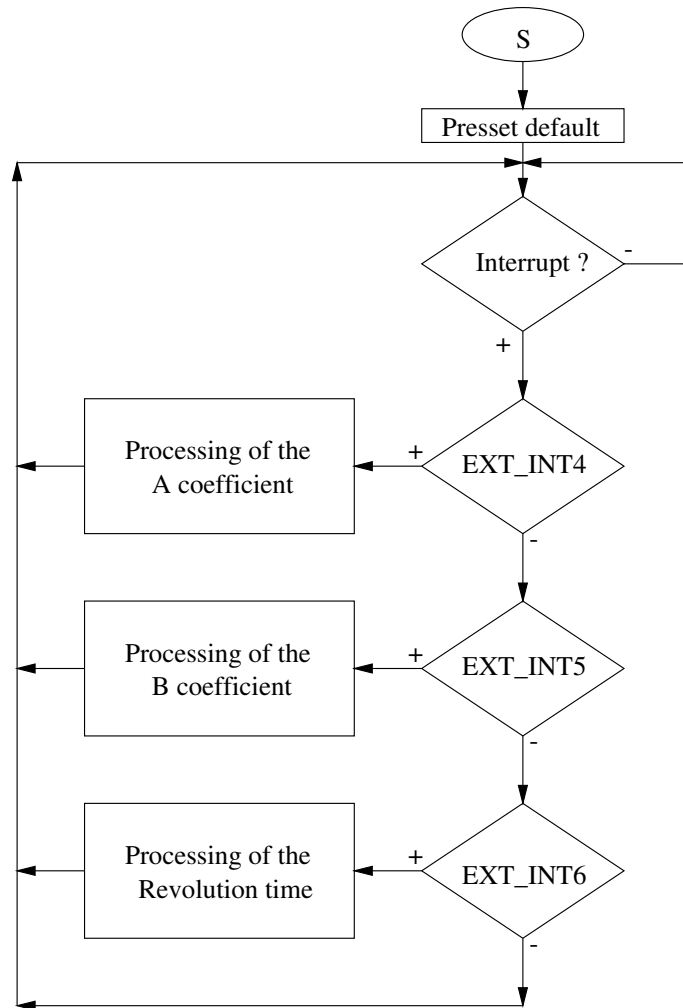 S
Presset default
Interrupt ?
-
+
Processing of the
A coefficient
+
EXT_INT4
-
Processing of the
B coefficient
+
EXT_INT5
-
Processing of the
Revolution time
+
EXT_INT6
-